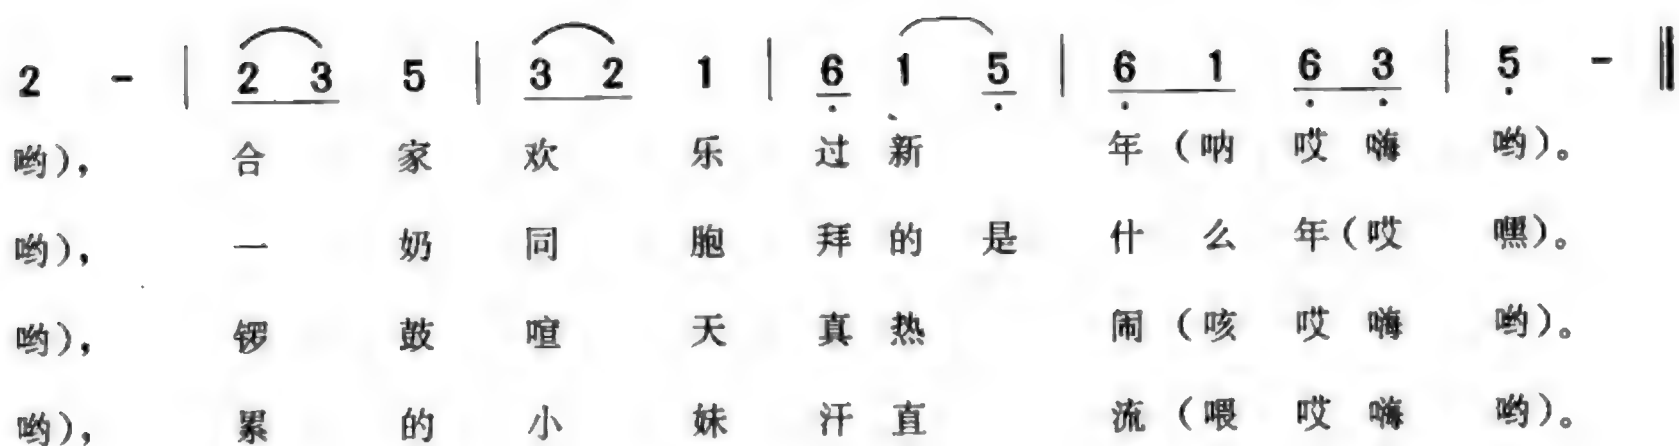 2 - | 2 3 5 | 3 2 1 | 6 1 5 | 6 1 6 3 | 5 - ‖
哟), 合 家 欢 乐 过 新 年 (呐 哎 嗨 哟)。
哟), 一 奶 同 胞 拜 的 是 什 么 年 (哎 嘿)。
哟), 锣 鼓 喧 天 真 热 闹 (咳 哎 嗨 哟)。
哟), 累 的 小 妹 汗 直 流 (喂 哎 嗨 哟)。